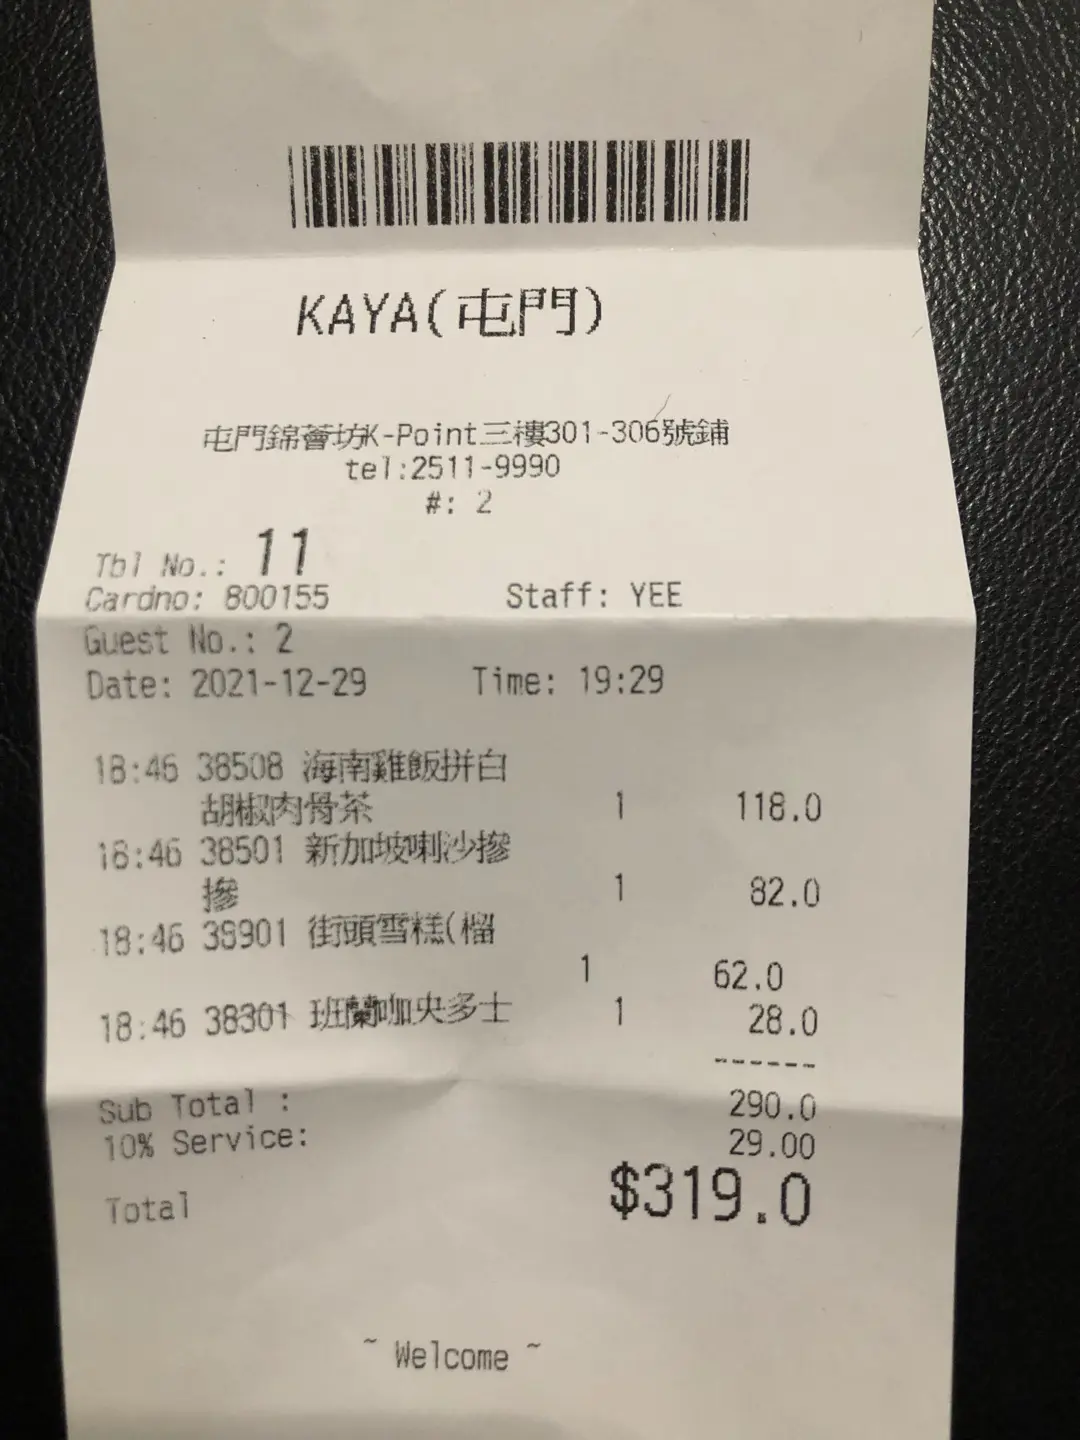 KAYA(屯門)
屯門錦薈坊K-Point三樓301-306號鋪
tel:2511-9990
#: 2
Tbl No.: 11
Cardno: 800155 Staff: YEE
Guest No.: 2
Date: 2021-12-29 Time: 19:29
18:46 38508 海南雞飯拼白
胡椒肉骨茶 1 118.0
18:46 38501 新加坡喇沙摻
摻 1 82.0
18:46 38901 街頭雪糕(榴
1 62.0
18:46 38301 班蘭咖央多士 1 28.0
------
Sub Total : 290.0
10% Service: 29.00
Total $319.0
~ Welcome ~